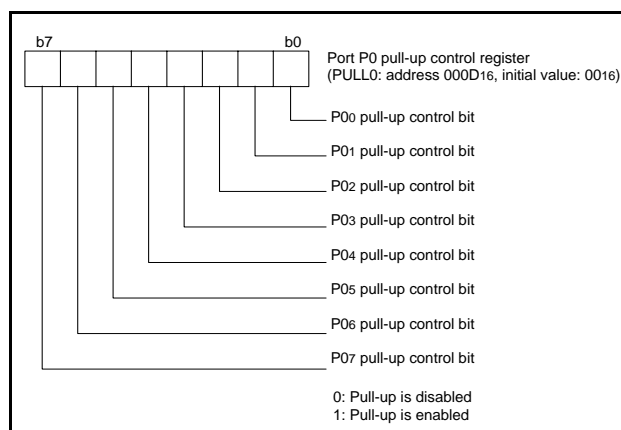 b7 b0
Port P0 pull-up control register
(PULL0: address 000D16, initial value: 0016)
P00 pull-up control bit
P01 pull-up control bit
P02 pull-up control bit
P03 pull-up control bit
P04 pull-up control bit
P05 pull-up control bit
P06 pull-up control bit
P07 pull-up control bit
0: Pull-up is disabled
1: Pull-up is enabled